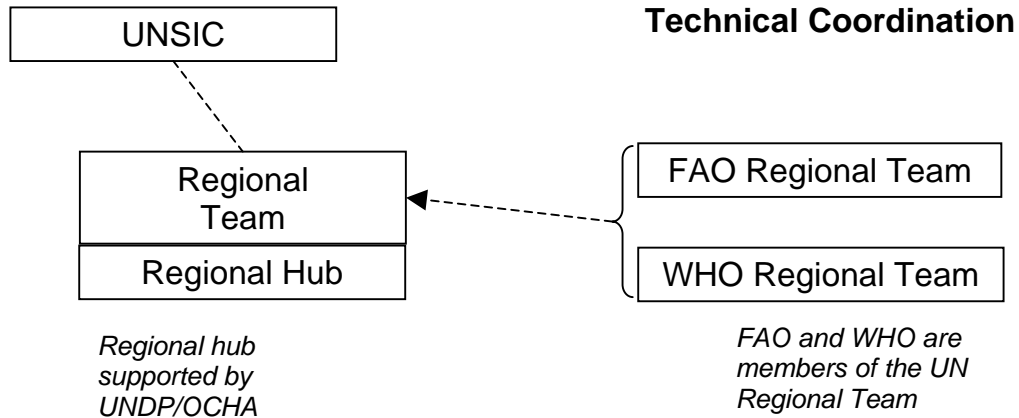 Technical Coordination
UNSIC
Regional
Team
Regional Hub
Regional hub
supported by
UNDP/OCHA
FAO Regional Team
WHO Regional Team
FAO and WHO are
members of the UN
Regional Team